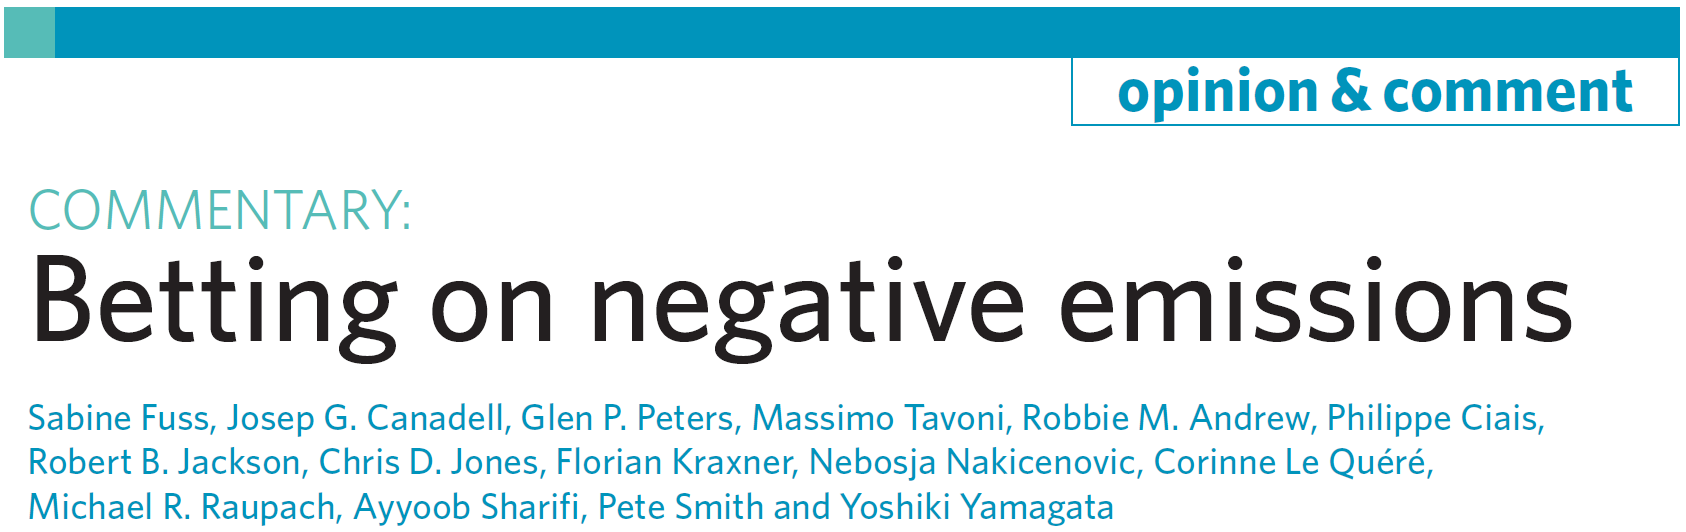 opinion & comment
COMMENTARY:
Betting on negative emissions
Sabine Fuss, Josep G. Canadell, Glen P. Peters, Massimo Tavoni, Robbie M. Andrew, Philippe Ciais,
Robert B. Jackson, Chris D. Jones, Florian Kraxner, Nebosja Nakicenovic, Corinne Le Quéré,
Michael R. Raupach, Ayyoob Sharifi, Pete Smith and Yoshiki Yamagata